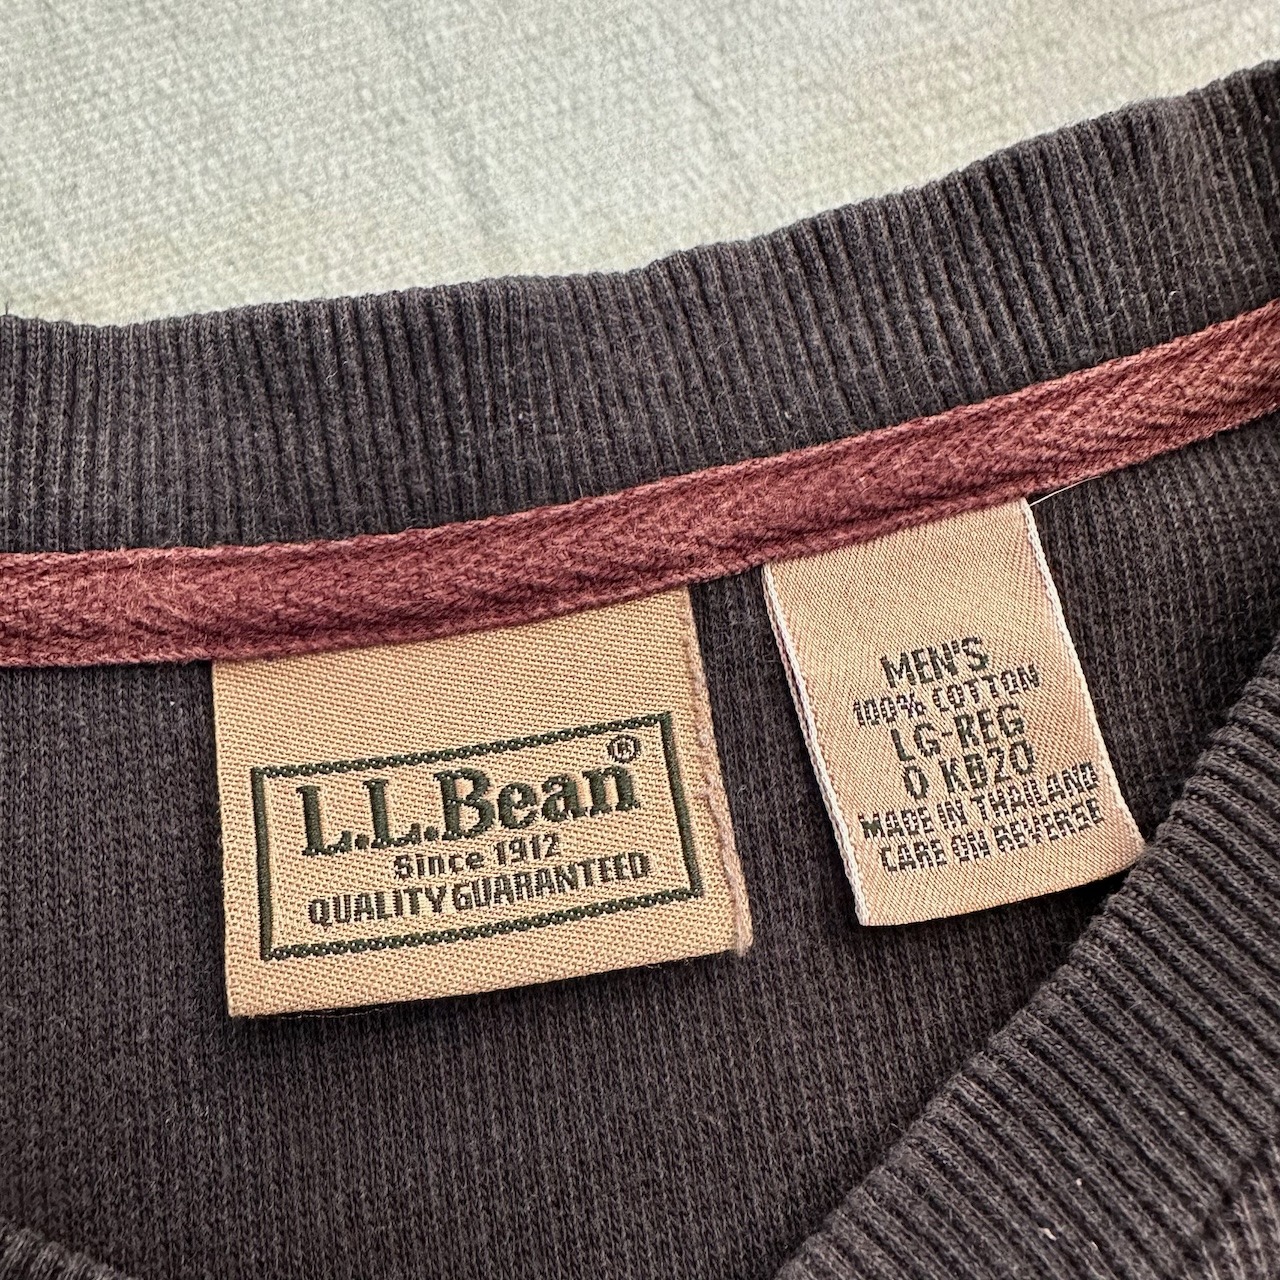 L.L.Bean®
Since 1912
QUALITY GUARANTEED
MEN'S
100% COTTON
LG-REG
0 KB20
MADE IN THAILAND
CARE ON REVERSE